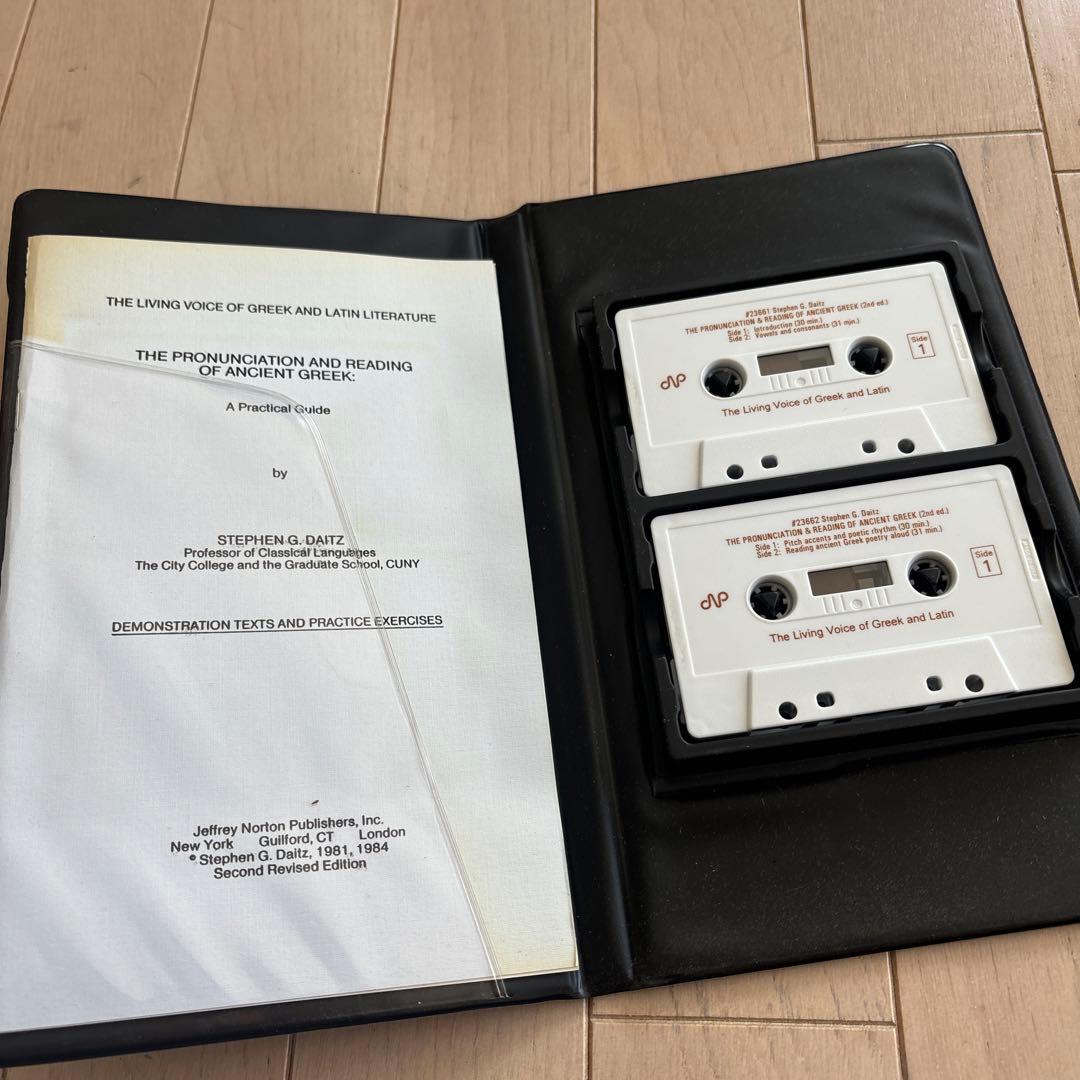 THE LIVING VOICE OF GREEK AND LATIN LITERATURE
THE PRONUNCIATION AND READING
OF ANCIENT GREEK:
A Practical Guide
by
STEPHEN G. DAITZ
Professor of Classical Languages
The City College and the Graduate School, CUNY
DEMONSTRATION TEXTS AND PRACTICE EXERCISES
Jeffrey Norton Publishers, Inc.
New York Guilford, CT London
© Stephen G. Daitz, 1981, 1984
Second Revised Edition
#23661 Stephen G. Daitz
THE PRONUNCIATION & READING OF ANCIENT GREEK (2nd ed.)
Side 1: Introduction (30 min.)
Side 2: Vowels and consonants (31 min.)
Side
1
The Living Voice of Greek and Latin
#23662 Stephen G. Daitz
THE PRONUNCIATION & READING OF ANCIENT GREEK (2nd ed.)
Side 1: Pitch accents and poetic rhythm (30 min.)
Side 2: Reading ancient Greek poetry aloud (31 min.)
Side
1
The Living Voice of Greek and Latin